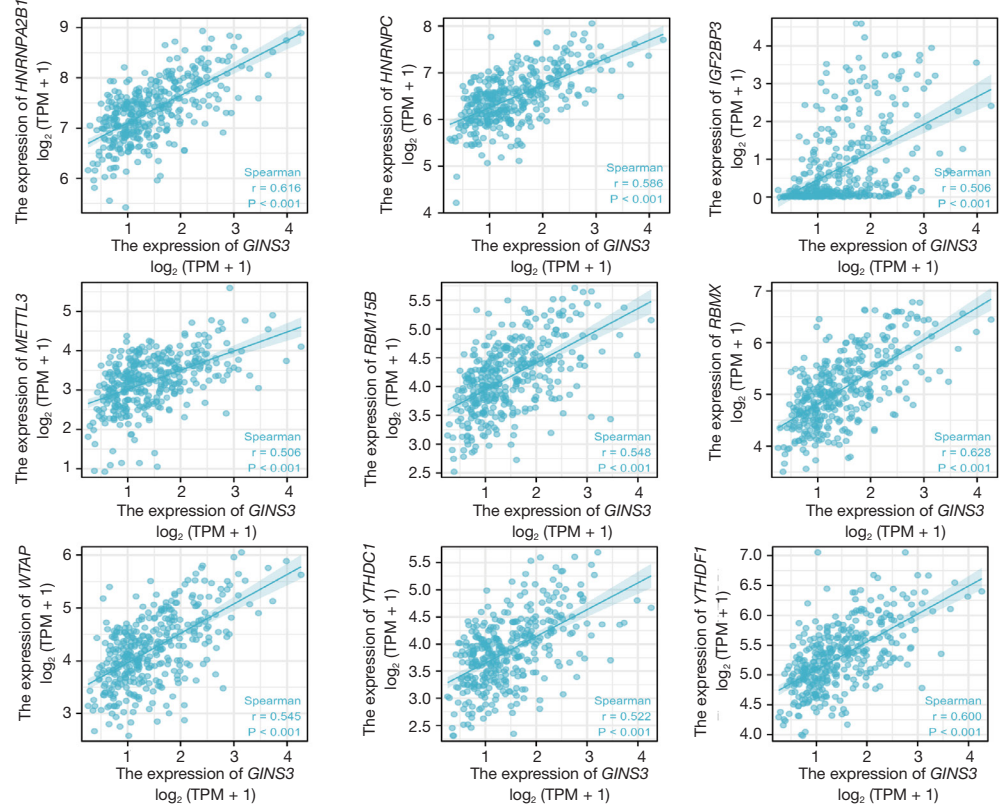 The expression of HNRNPA2B1
log₂ (TPM + 1)
9
8
7
6
Spearman
r = 0.616
P < 0.001
1 2 3 4
The expression of GINS3
log₂ (TPM + 1)
The expression of HNRNPC
log₂ (TPM + 1)
8
7
6
5
4
Spearman
r = 0.586
P < 0.001
1 2 3 4
The expression of GINS3
log₂ (TPM + 1)
The expression of IGF2BP3
log₂ (TPM + 1)
4
3
2
1
0
Spearman
r = 0.506
P < 0.001
1 2 3 4
The expression of GINS3
log₂ (TPM + 1)
The expression of METTL3
log₂ (TPM + 1)
5
4
3
2
1
Spearman
r = 0.506
P < 0.001
1 2 3 4
The expression of GINS3
log₂ (TPM + 1)
The expression of RBM15B
log₂ (TPM + 1)
5.5
5.0
4.5
4.0
3.5
3.0
2.5
Spearman
r = 0.548
P < 0.001
1 2 3 4
The expression of GINS3
log₂ (TPM + 1)
The expression of RBMX
log₂ (TPM + 1)
7
6
5
4
Spearman
r = 0.628
P < 0.001
1 2 3 4
The expression of GINS3
log₂ (TPM + 1)
The expression of WTAP
log₂ (TPM + 1)
6
5
4
3
Spearman
r = 0.545
P < 0.001
1 2 3 4
The expression of GINS3
log₂ (TPM + 1)
The expression of YTHDC1
log₂ (TPM + 1)
5.5
5.0
4.5
4.0
3.5
3.0
2.5
Spearman
r = 0.522
P < 0.001
1 2 3 4
The expression of GINS3
log₂ (TPM + 1)
The expression of YTHDF1
log₂ (TPM + 1)
7.0
6.5
6.0
5.5
5.0
4.5
4.0
Spearman
r = 0.600
P < 0.001
1 2 3 4
The expression of GINS3
log₂ (TPM + 1)